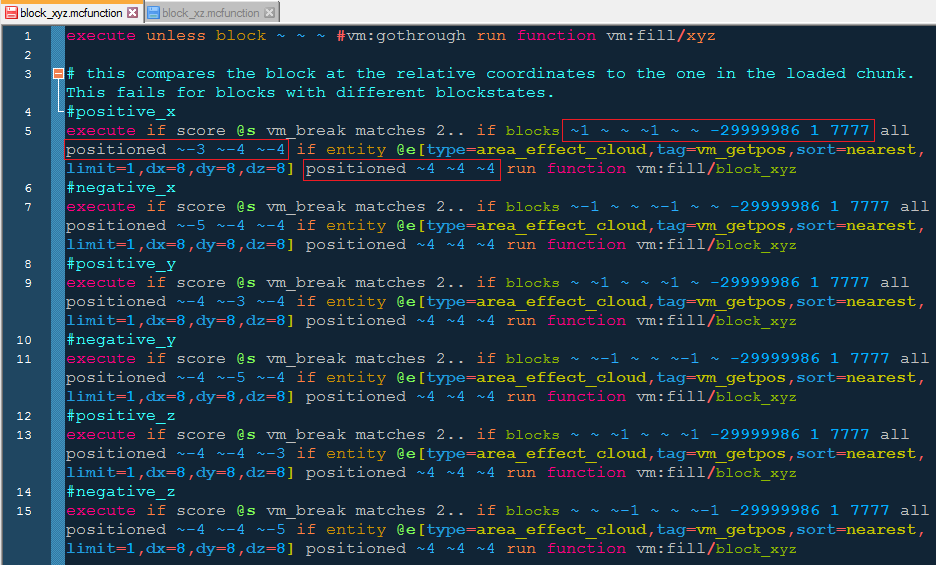 block_xyz.mcfunction block_xz.mcfunction
1 execute unless block ~ ~ ~ #vm:gothrough run function vm:fill/xyz
2
3 # this compares the block at the relative coordinates to the one in the loaded chunk.
This fails for blocks with different blockstates.
4 #positive_x
5 execute if score @s vm_break matches 2.. if blocks ~1 ~ ~ ~1 ~ ~ -29999986 1 7777 all
positioned ~-3 ~-4 ~-4 if entity @e[type=area_effect_cloud,tag=vm_getpos,sort=nearest,
limit=1,dx=8,dy=8,dz=8] positioned ~4 ~4 ~4 run function vm:fill/block_xyz
6 #negative_x
7 execute if score @s vm_break matches 2.. if blocks ~-1 ~ ~ ~-1 ~ ~ -29999986 1 7777 all
positioned ~-5 ~-4 ~-4 if entity @e[type=area_effect_cloud,tag=vm_getpos,sort=nearest,
limit=1,dx=8,dy=8,dz=8] positioned ~4 ~4 ~4 run function vm:fill/block_xyz
8 #positive_y
9 execute if score @s vm_break matches 2.. if blocks ~ ~1 ~ ~ ~1 ~ -29999986 1 7777 all
positioned ~-4 ~-3 ~-4 if entity @e[type=area_effect_cloud,tag=vm_getpos,sort=nearest,
limit=1,dx=8,dy=8,dz=8] positioned ~4 ~4 ~4 run function vm:fill/block_xyz
10 #negative_y
11 execute if score @s vm_break matches 2.. if blocks ~ ~-1 ~ ~ ~-1 ~ -29999986 1 7777 all
positioned ~-4 ~-5 ~-4 if entity @e[type=area_effect_cloud,tag=vm_getpos,sort=nearest,
limit=1,dx=8,dy=8,dz=8] positioned ~4 ~4 ~4 run function vm:fill/block_xyz
12 #positive_z
13 execute if score @s vm_break matches 2.. if blocks ~ ~ ~1 ~ ~ ~1 -29999986 1 7777 all
positioned ~-4 ~-4 ~-3 if entity @e[type=area_effect_cloud,tag=vm_getpos,sort=nearest,
limit=1,dx=8,dy=8,dz=8] positioned ~4 ~4 ~4 run function vm:fill/block_xyz
14 #negative_z
15 execute if score @s vm_break matches 2.. if blocks ~ ~ ~-1 ~ ~ ~-1 -29999986 1 7777 all
positioned ~-4 ~-4 ~-5 if entity @e[type=area_effect_cloud,tag=vm_getpos,sort=nearest,
limit=1,dx=8,dy=8,dz=8] positioned ~4 ~4 ~4 run function vm:fill/block_xyz